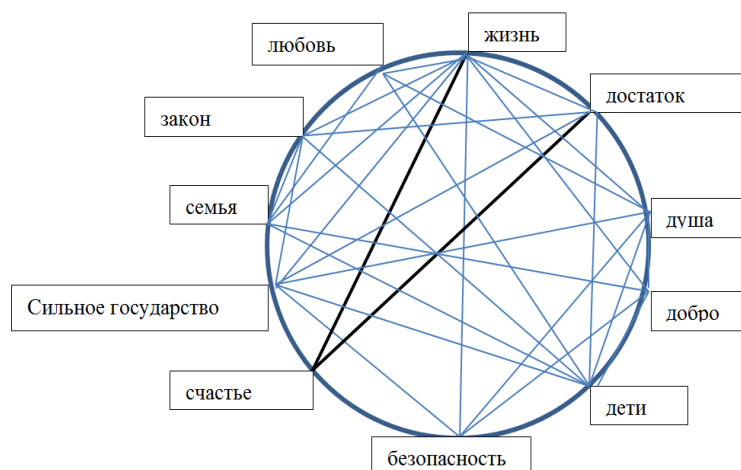 жизнь
любовь
достаток
закон
семья
душа
Сильное государство
добро
счастье
дети
безопасность